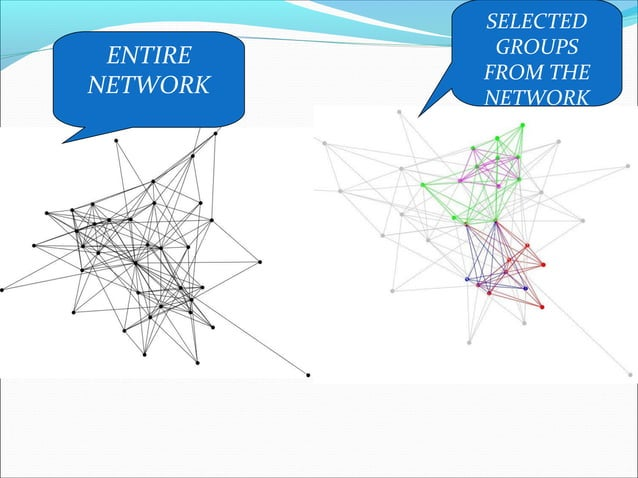 ENTIRE
NETWORK
SELECTED
GROUPS
FROM THE
NETWORK